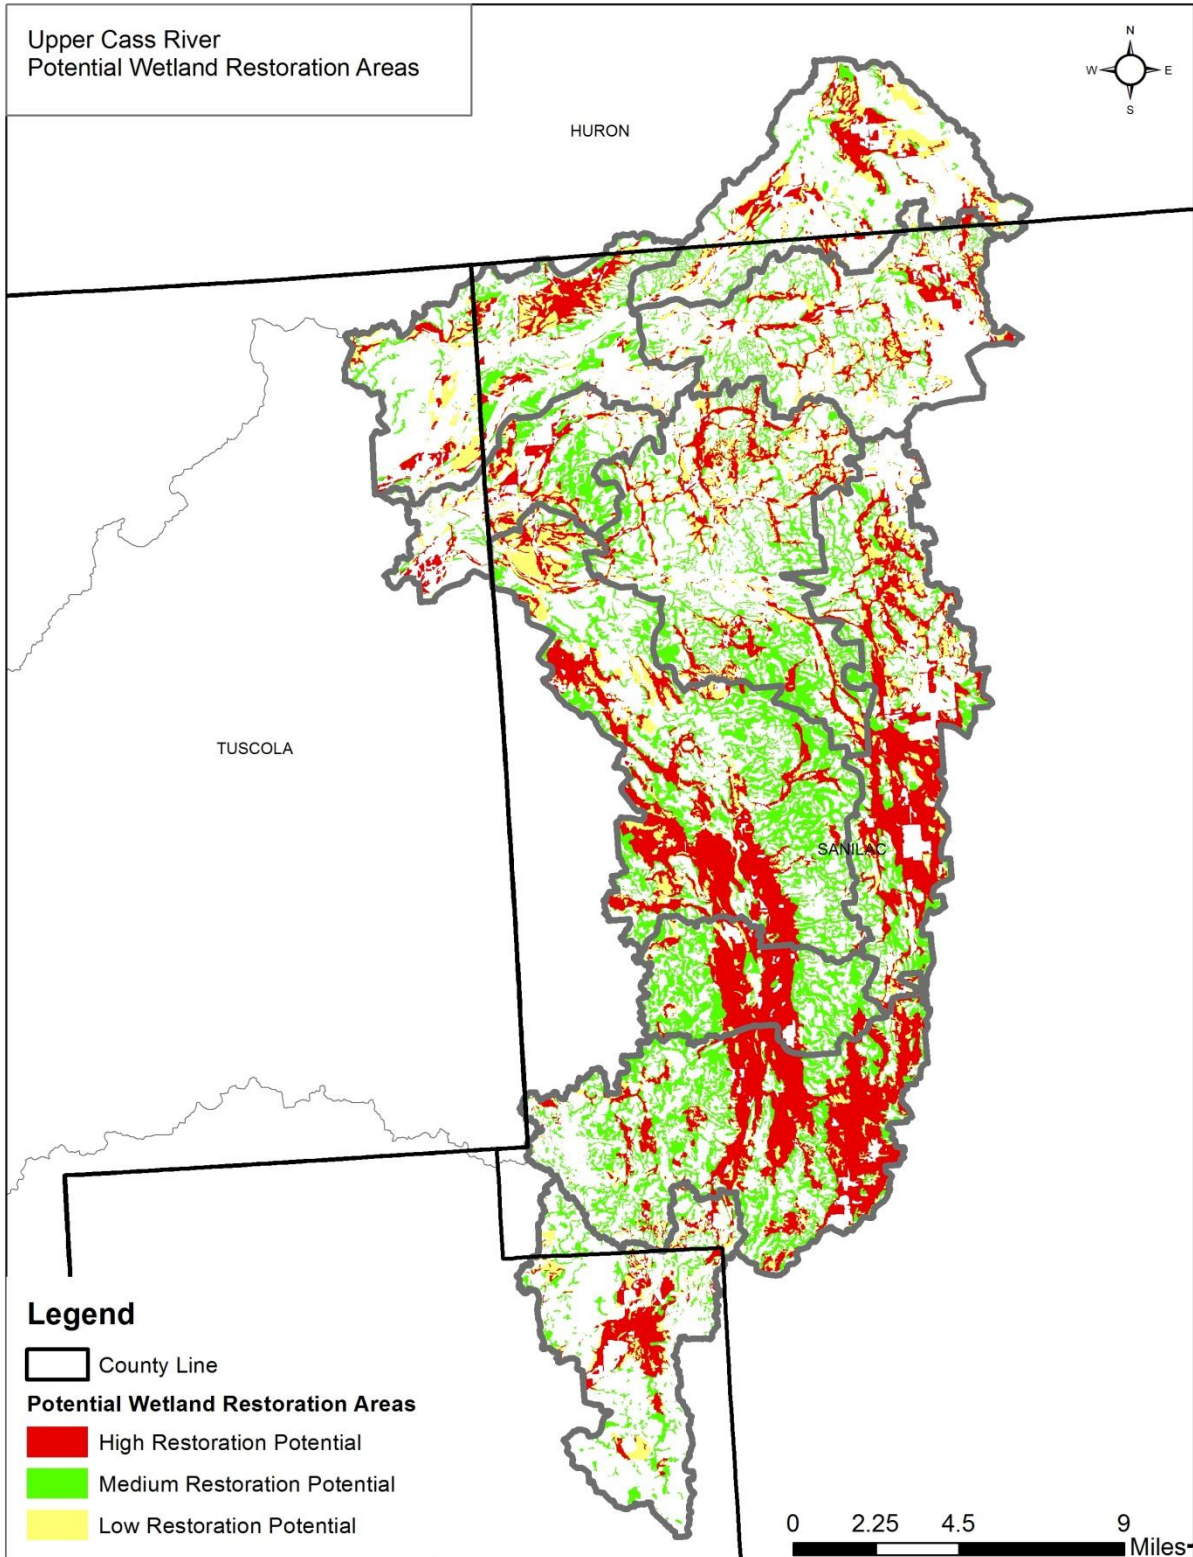 Upper Cass River
Potential Wetland Restoration Areas
N
W E
S
HURON
TUSCOLA
SANILAC
Legend
County Line
Potential Wetland Restoration Areas
High Restoration Potential
Medium Restoration Potential
Low Restoration Potential
0 2.25 4.5 9
Miles